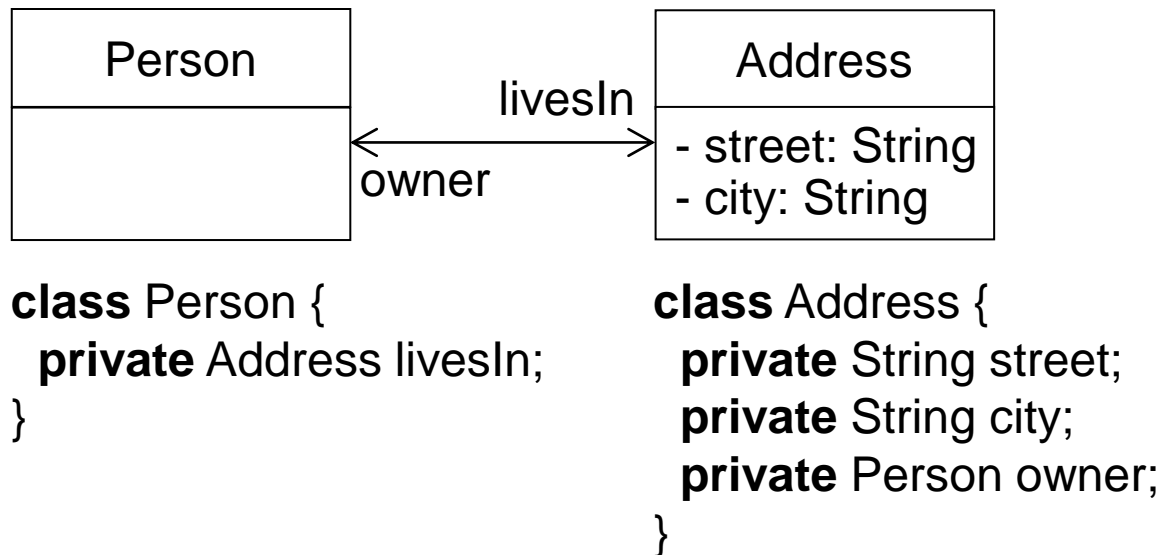 Person
livesIn
owner
Address
- street: String
- city: String
class Person {
private Address livesIn;
}
class Address {
private String street;
private String city;
private Person owner;
}